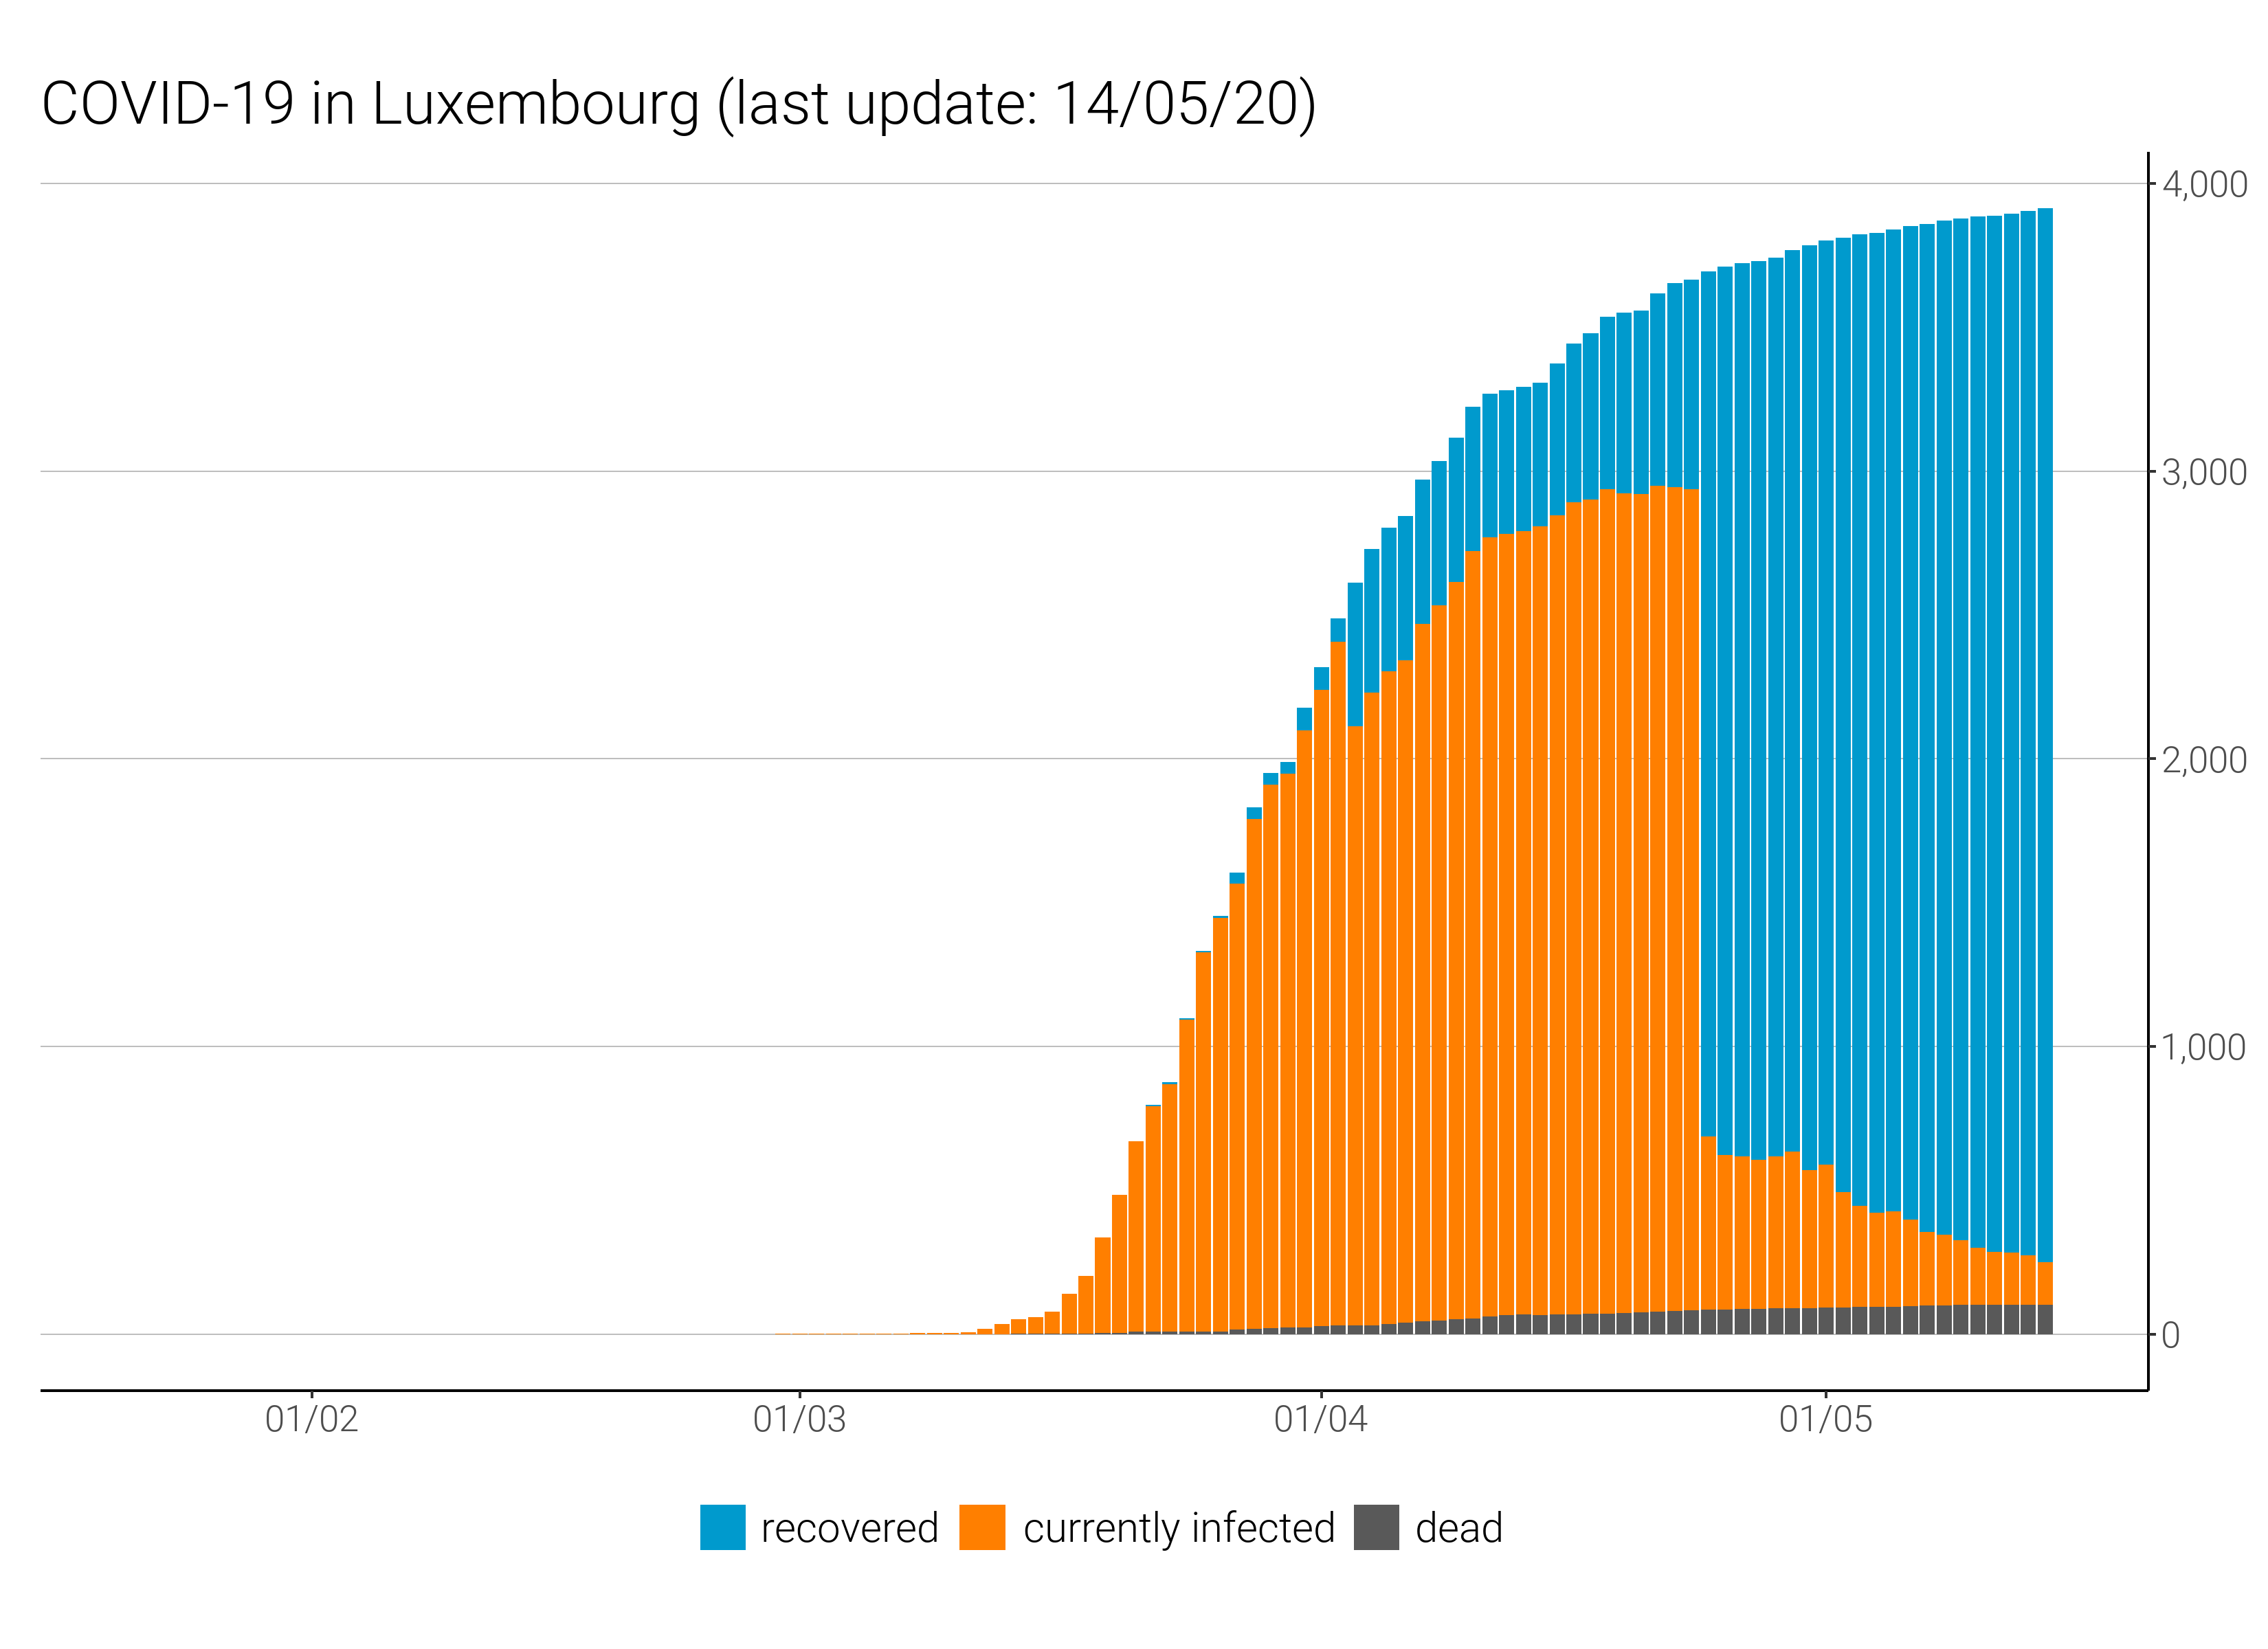 COVID-19 in Luxembourg (last update: 14/05/20)
4,000
3,000
2,000
1,000
0
01/02 01/03 01/04 01/05
recovered currently infected dead